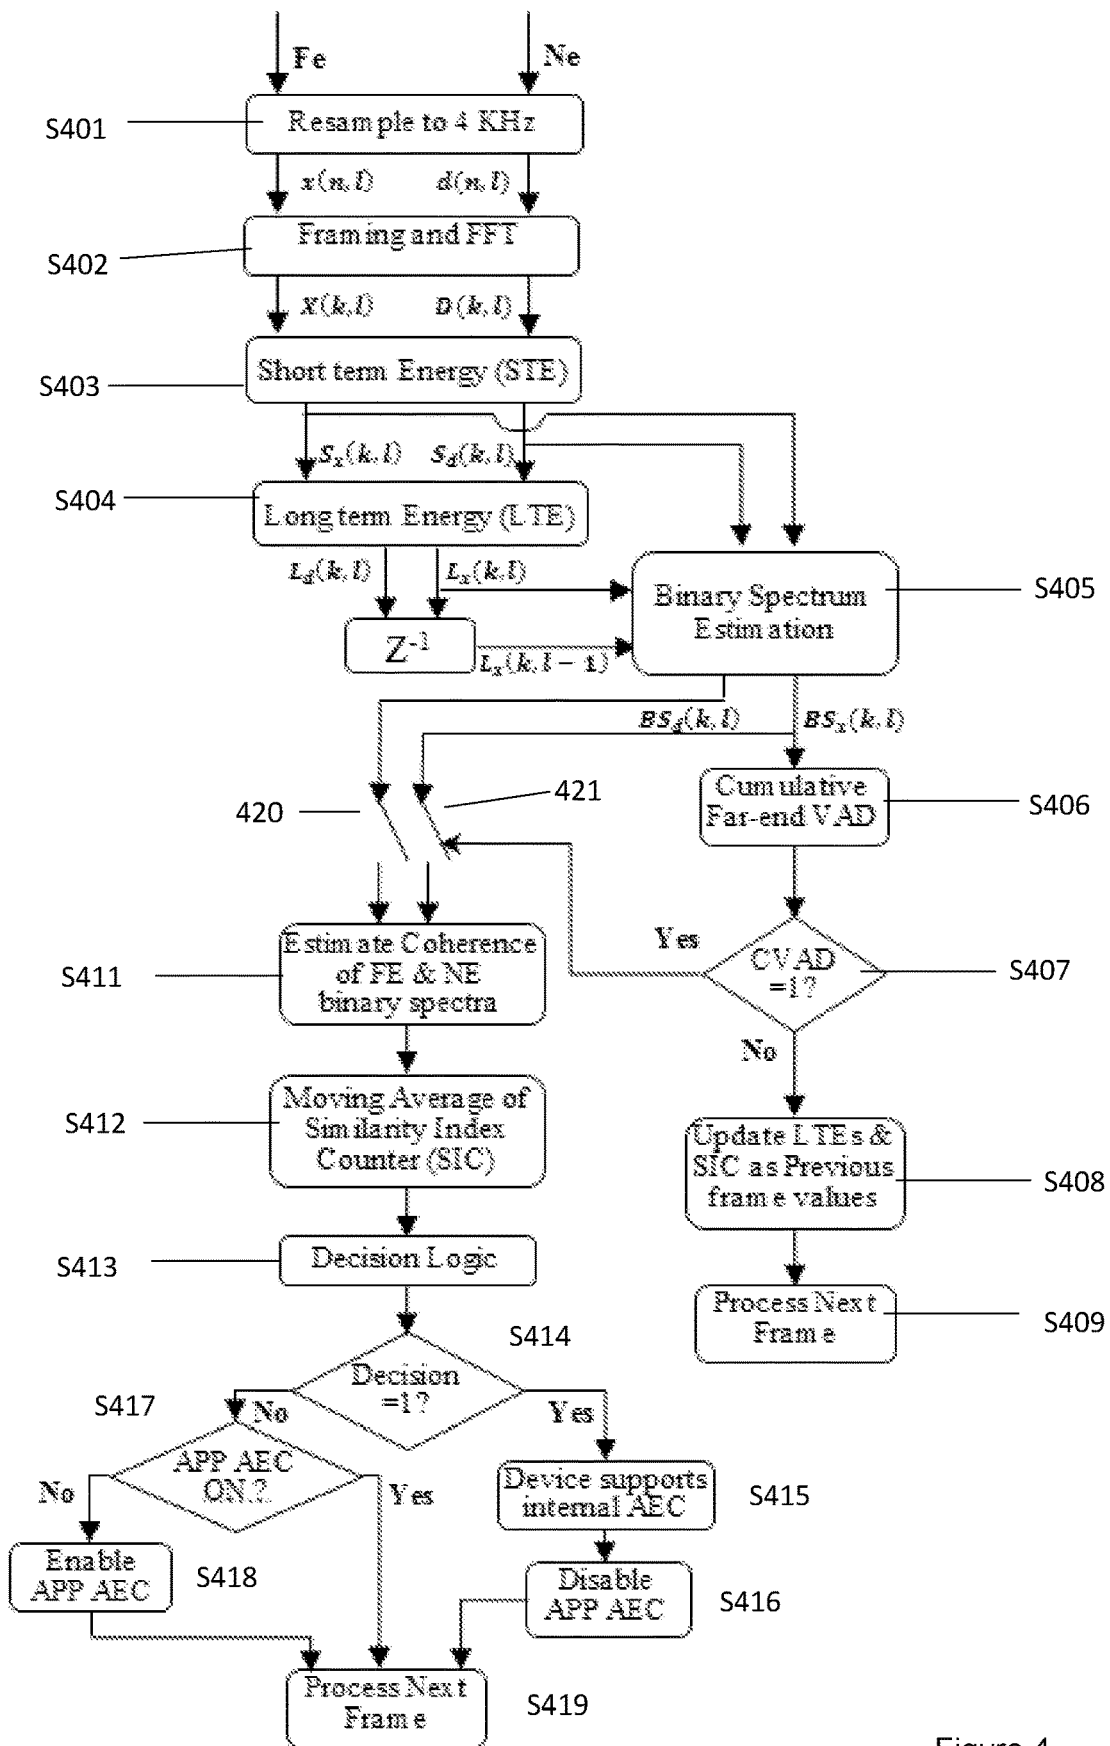 Fe
Ne
S401
Resample to 4 KHz
x(n,l)
d(n,l)
S402
Framing and FFT
X(k,l)
D(k,l)
S403
Short term Energy (STE)
S_x(k,l)
S_d(k,l)
S404
Long term Energy (LTE)
L_d(k,l)
L_x(k,l)
Binary Spectrum
Estimation
S405
Z^-1
L_x(k,l-1)
BS_d(k,l)
BS_x(k,l)
420
421
Cumulative
Far-end VAD
S406
S411
Estimate Coherence
of FE & NE
binary spectra
Yes
CVAD
=1?
S407
No
S412
Moving Average of
Similarity Index
Counter (SIC)
Update LTEs &
SIC as Previous
frame values
S408
S413
Decision Logic
Process Next
Frame
S409
S414
Decision
=1?
No
Yes
S417
APP AEC
ON.?
No
Yes
Device supports
internal AEC
S415
Enable
APP AEC
S418
Disable
APP AEC
S416
Process Next
Frame
S419